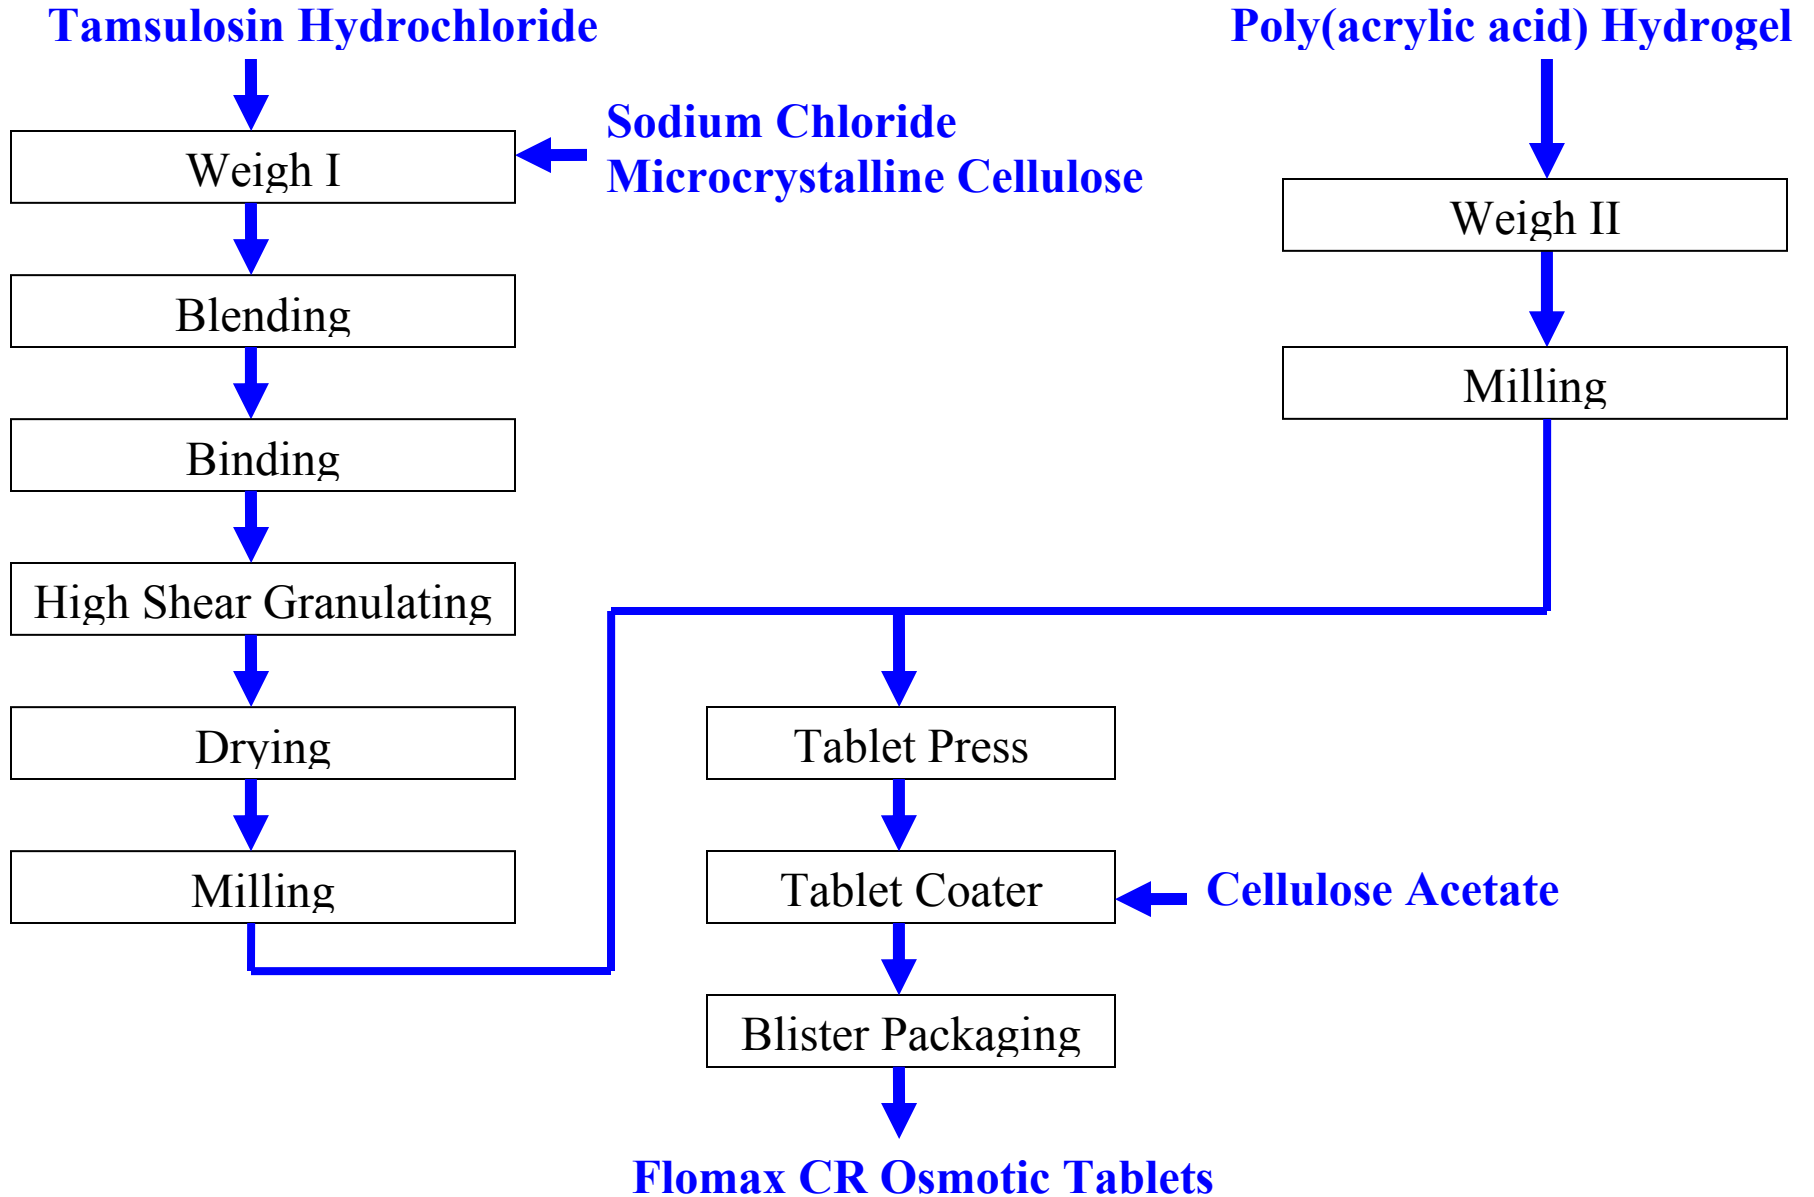 Tamsulosin Hydrochloride
Poly(acrylic acid) Hydrogel
Sodium Chloride
Microcrystalline Cellulose
Weigh I
Weigh II
Blending
Milling
Binding
High Shear Granulating
Drying
Tablet Press
Milling
Tablet Coater
Cellulose Acetate
Blister Packaging
Flomax CR Osmotic Tablets